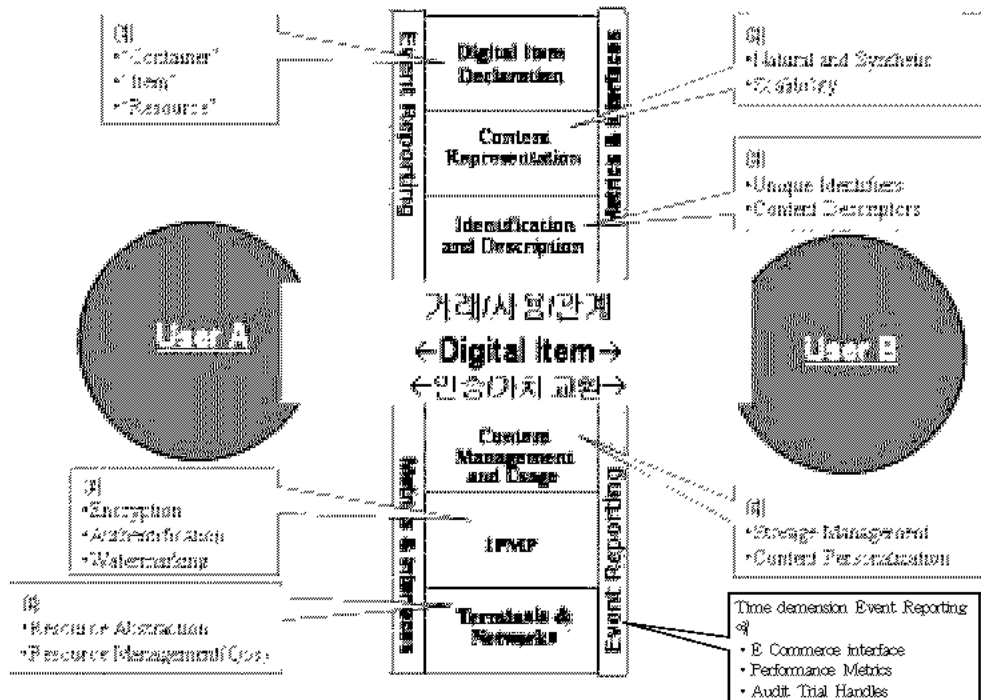 예)
•"Container"
•"Item"
•"Resource"
Event Reporting
Digital Item
Declaration
Content
Representation
Identification
and Description
예)
•Natural and Synthetic
•Scalability
예)
•Unique Identifiers
•Content Descriptors
User A
거래/사용/관계
←Digital Item→
←인증/가치 교환→
User B
Content
Management
and Usage
IPMP
Terminals &
Networks
Event Reporting
예)
•Encryption
•Authentification
•Watermarking
예)
•Resource Abstraction
•Resource Management(Qos)
예)
•Storage Management
•Content Personalization
Time demension Event Reporting
예)
• E Commerce interface
• Performance Metrics
• Audit Trial Handles